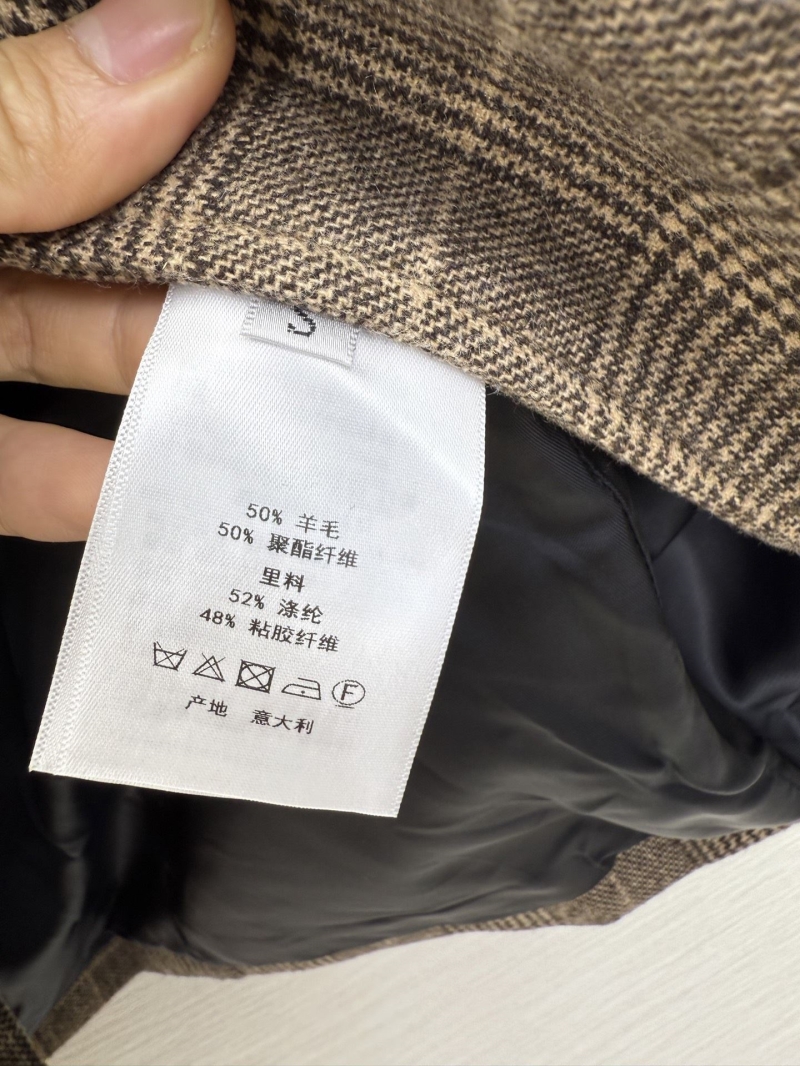 50% 羊毛
50% 聚酯纤维
里料
52% 涤纶
48% 粘胶纤维
F
产地 意大利